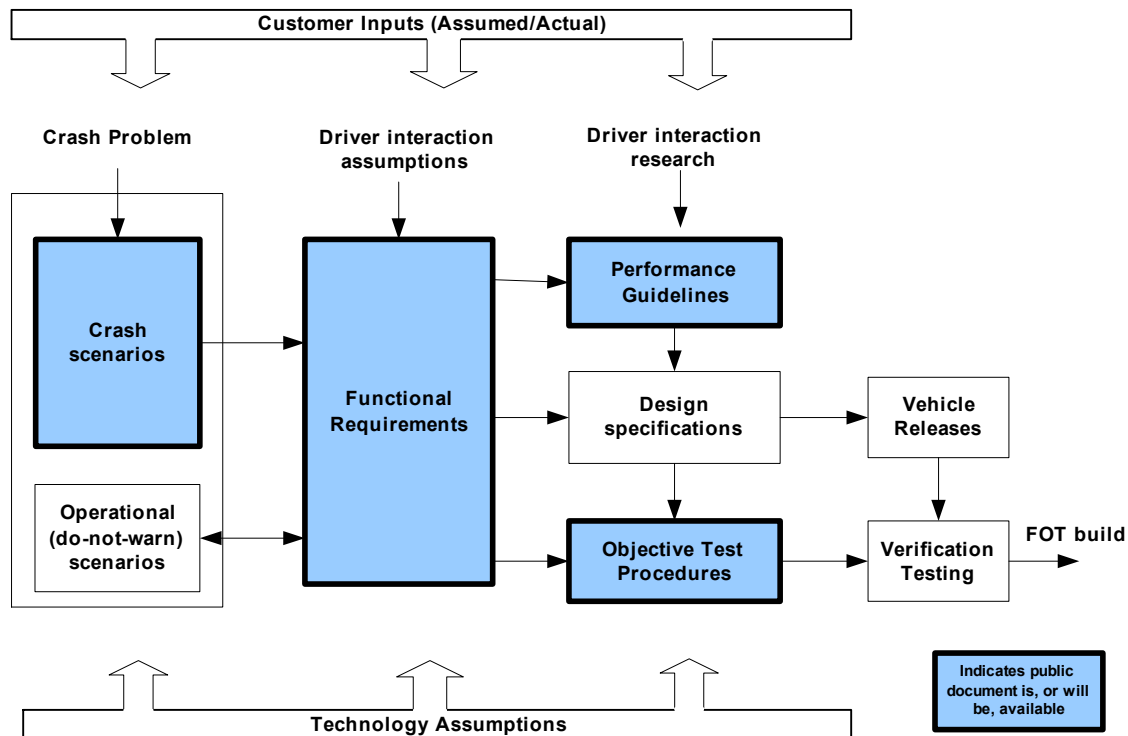 Customer Inputs (Assumed/Actual)
Crash Problem
Driver interaction
assumptions
Driver interaction
research
Crash
scenarios
Operational
(do-not-warn)
scenarios
Functional
Requirements
Performance
Guidelines
Design
specifications
Objective Test
Procedures
Vehicle
Releases
Verification
Testing
FOT build
Indicates public
document is, or will
be, available
Technology Assumptions